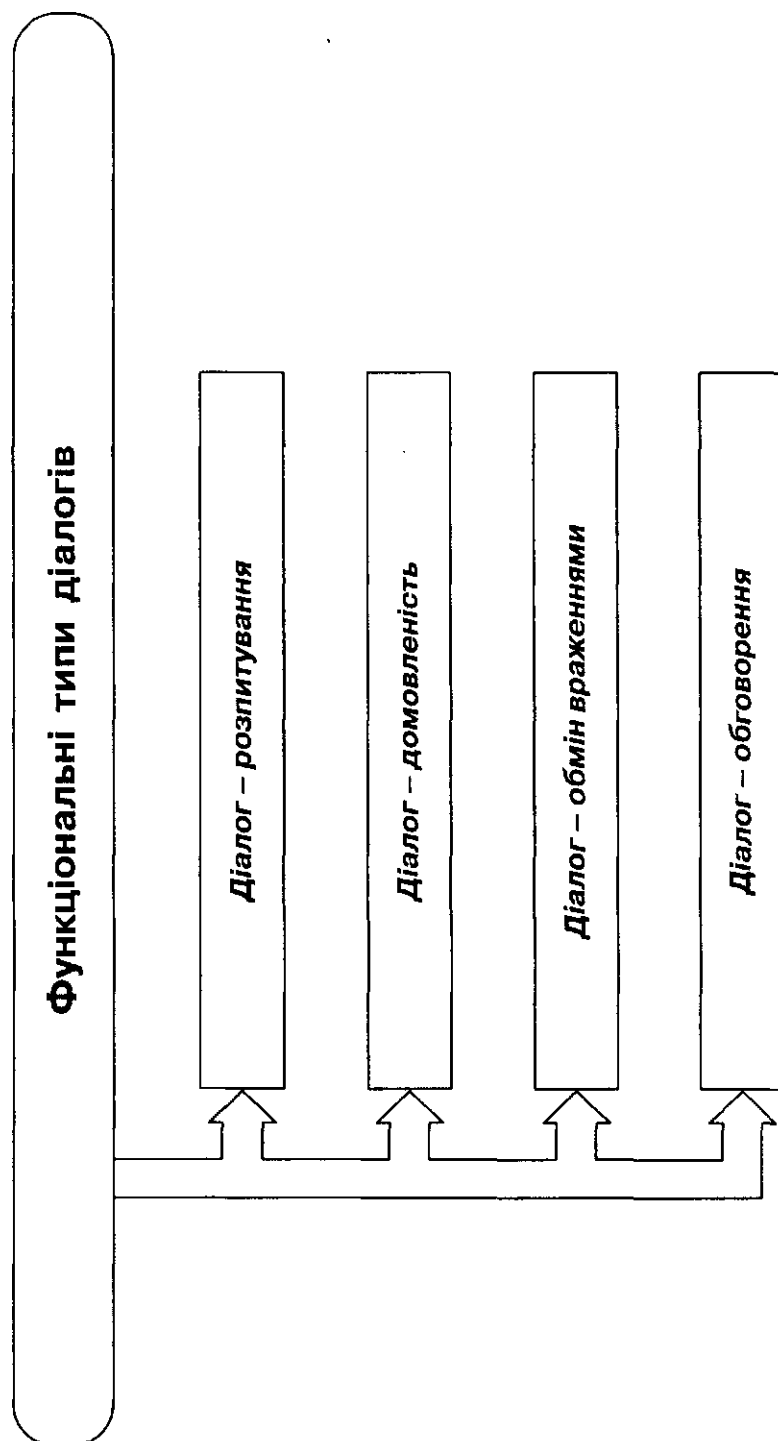 Функціональні типи діалогів
Діалог – розпитування
Діалог – домовленість
Діалог – обмін враженнями
Діалог – обговорення